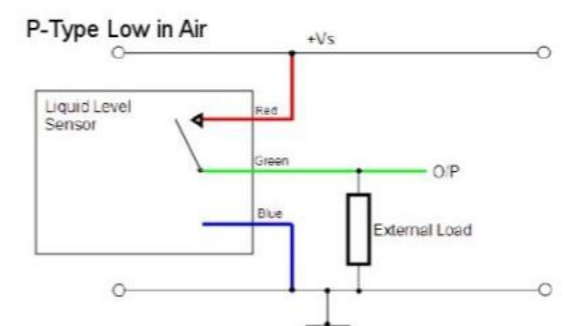 P-Type Low in Air
+Vs
Liquid Level
Sensor
Red
Green
O/P
Blue
External Load